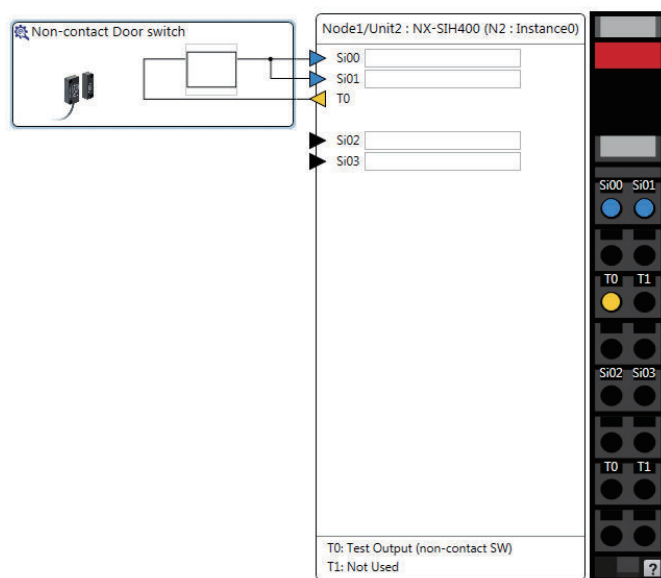 Non-contact Door switch
Node1/Unit2 : NX-SIH400 (N2 : Instance0)
Si00
Si01
T0
Si02
Si03
Si00 Si01
T0 T1
Si02 Si03
T0 T1
T0: Test Output (non-contact SW)
T1: Not Used
?